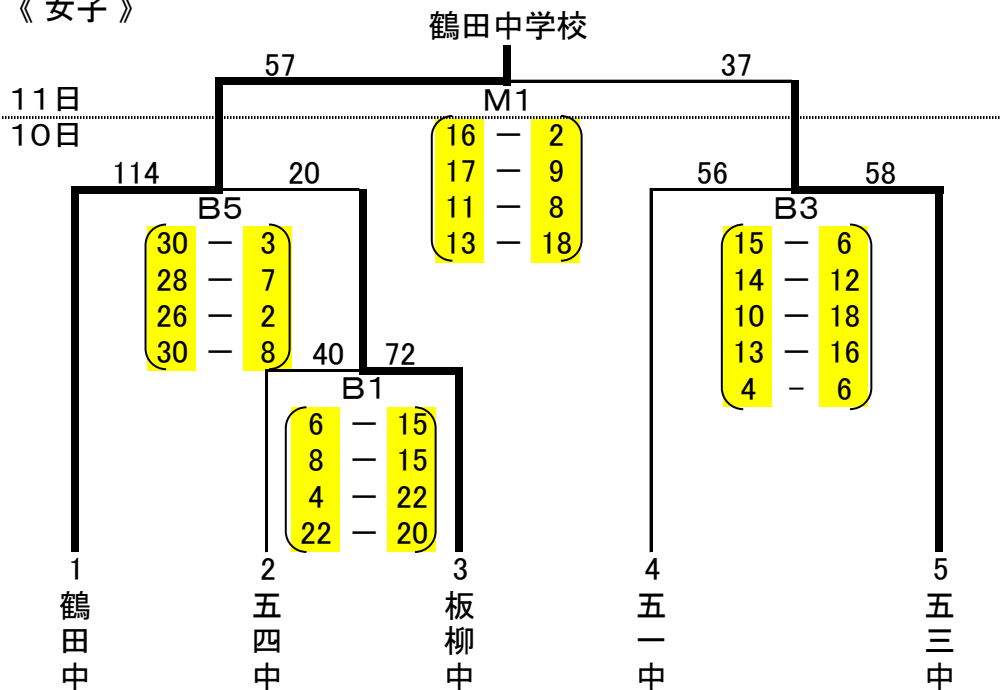 《 女子 》
鶴田中学校
57
37
11日
M1
10日
16 － 2
17 － 9
11 － 8
13 － 18
114
20
56
58
B5
B3
30 － 3
28 － 7
26 － 2
30 － 8
15 － 6
14 － 12
10 － 18
13 － 16
4 - 6
40
72
B1
6 － 15
8 － 15
4 － 22
22 － 20
1
2
3
4
5
鶴田中
五四中
板柳中
五一中
五三中